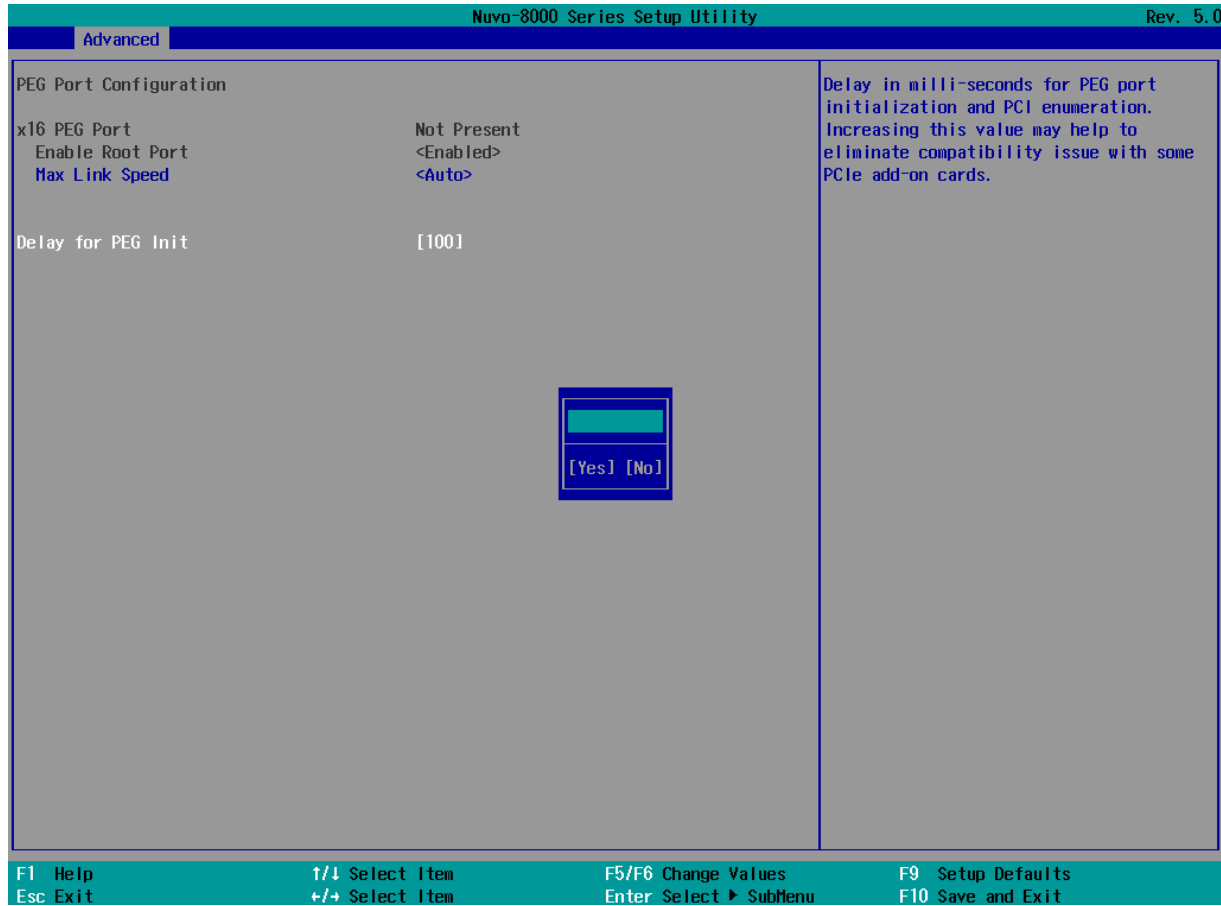 Nuvo-8000 Series Setup Utility Rev. 5.0
Advanced
PEG Port Configuration
x16 PEG Port Not Present
Enable Root Port <Enabled>
Max Link Speed <Auto>
Delay for PEG Init [100]
Delay in milli-seconds for PEG port
initialization and PCI enumeration.
Increasing this value may help to
eliminate compatibility issue with some
PCIe add-on cards.
[Yes] [No]
F1 Help ↑/↓ Select Item F5/F6 Change Values F9 Setup Defaults
Esc Exit ←/→ Select Item Enter Select ▶ SubMenu F10 Save and Exit